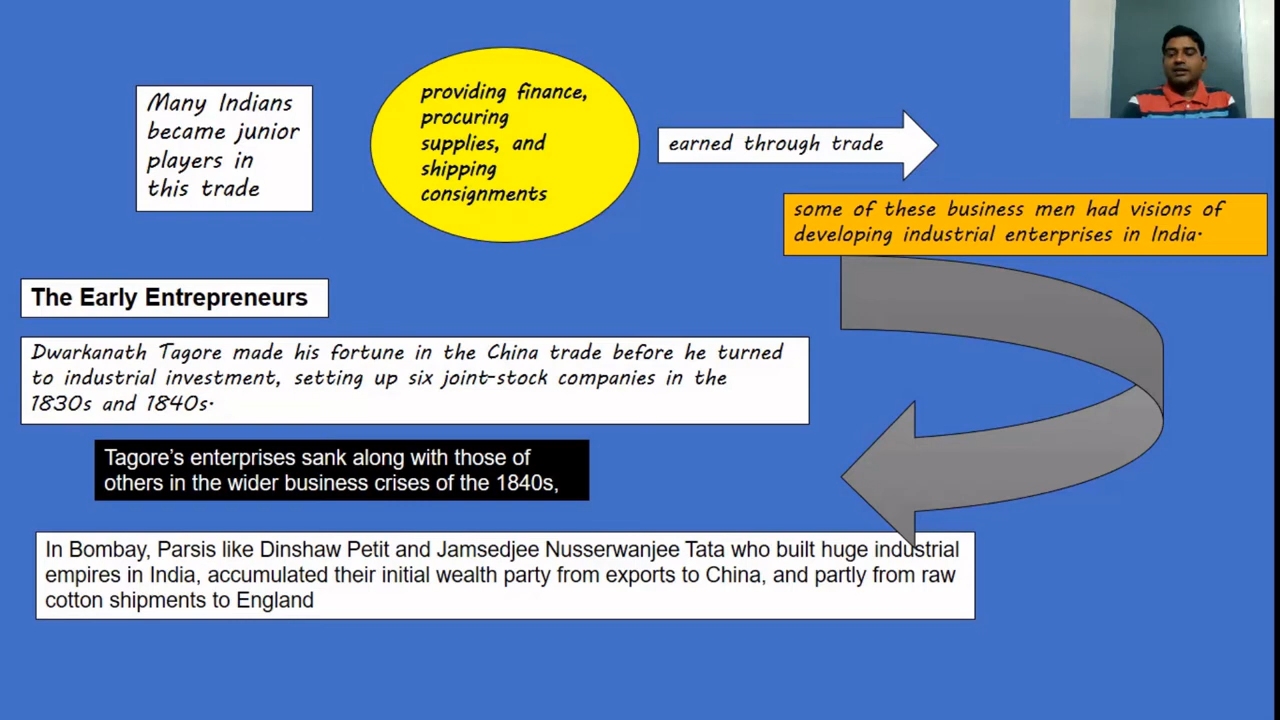 Many Indians
became junior
players in
this trade
providing finance,
procuring
supplies, and
shipping
consignments
earned through trade
some of these business men had visions of
developing industrial enterprises in India.
The Early Entrepreneurs
Dwarkanath Tagore made his fortune in the China trade before he turned
to industrial investment, setting up six joint-stock companies in the
1830s and 1840s.
Tagore's enterprises sank along with those of
others in the wider business crises of the 1840s,
In Bombay, Parsis like Dinshaw Petit and Jamsedjee Nusserwanjee Tata who built huge industrial
empires in India, accumulated their initial wealth party from exports to China, and partly from raw
cotton shipments to England